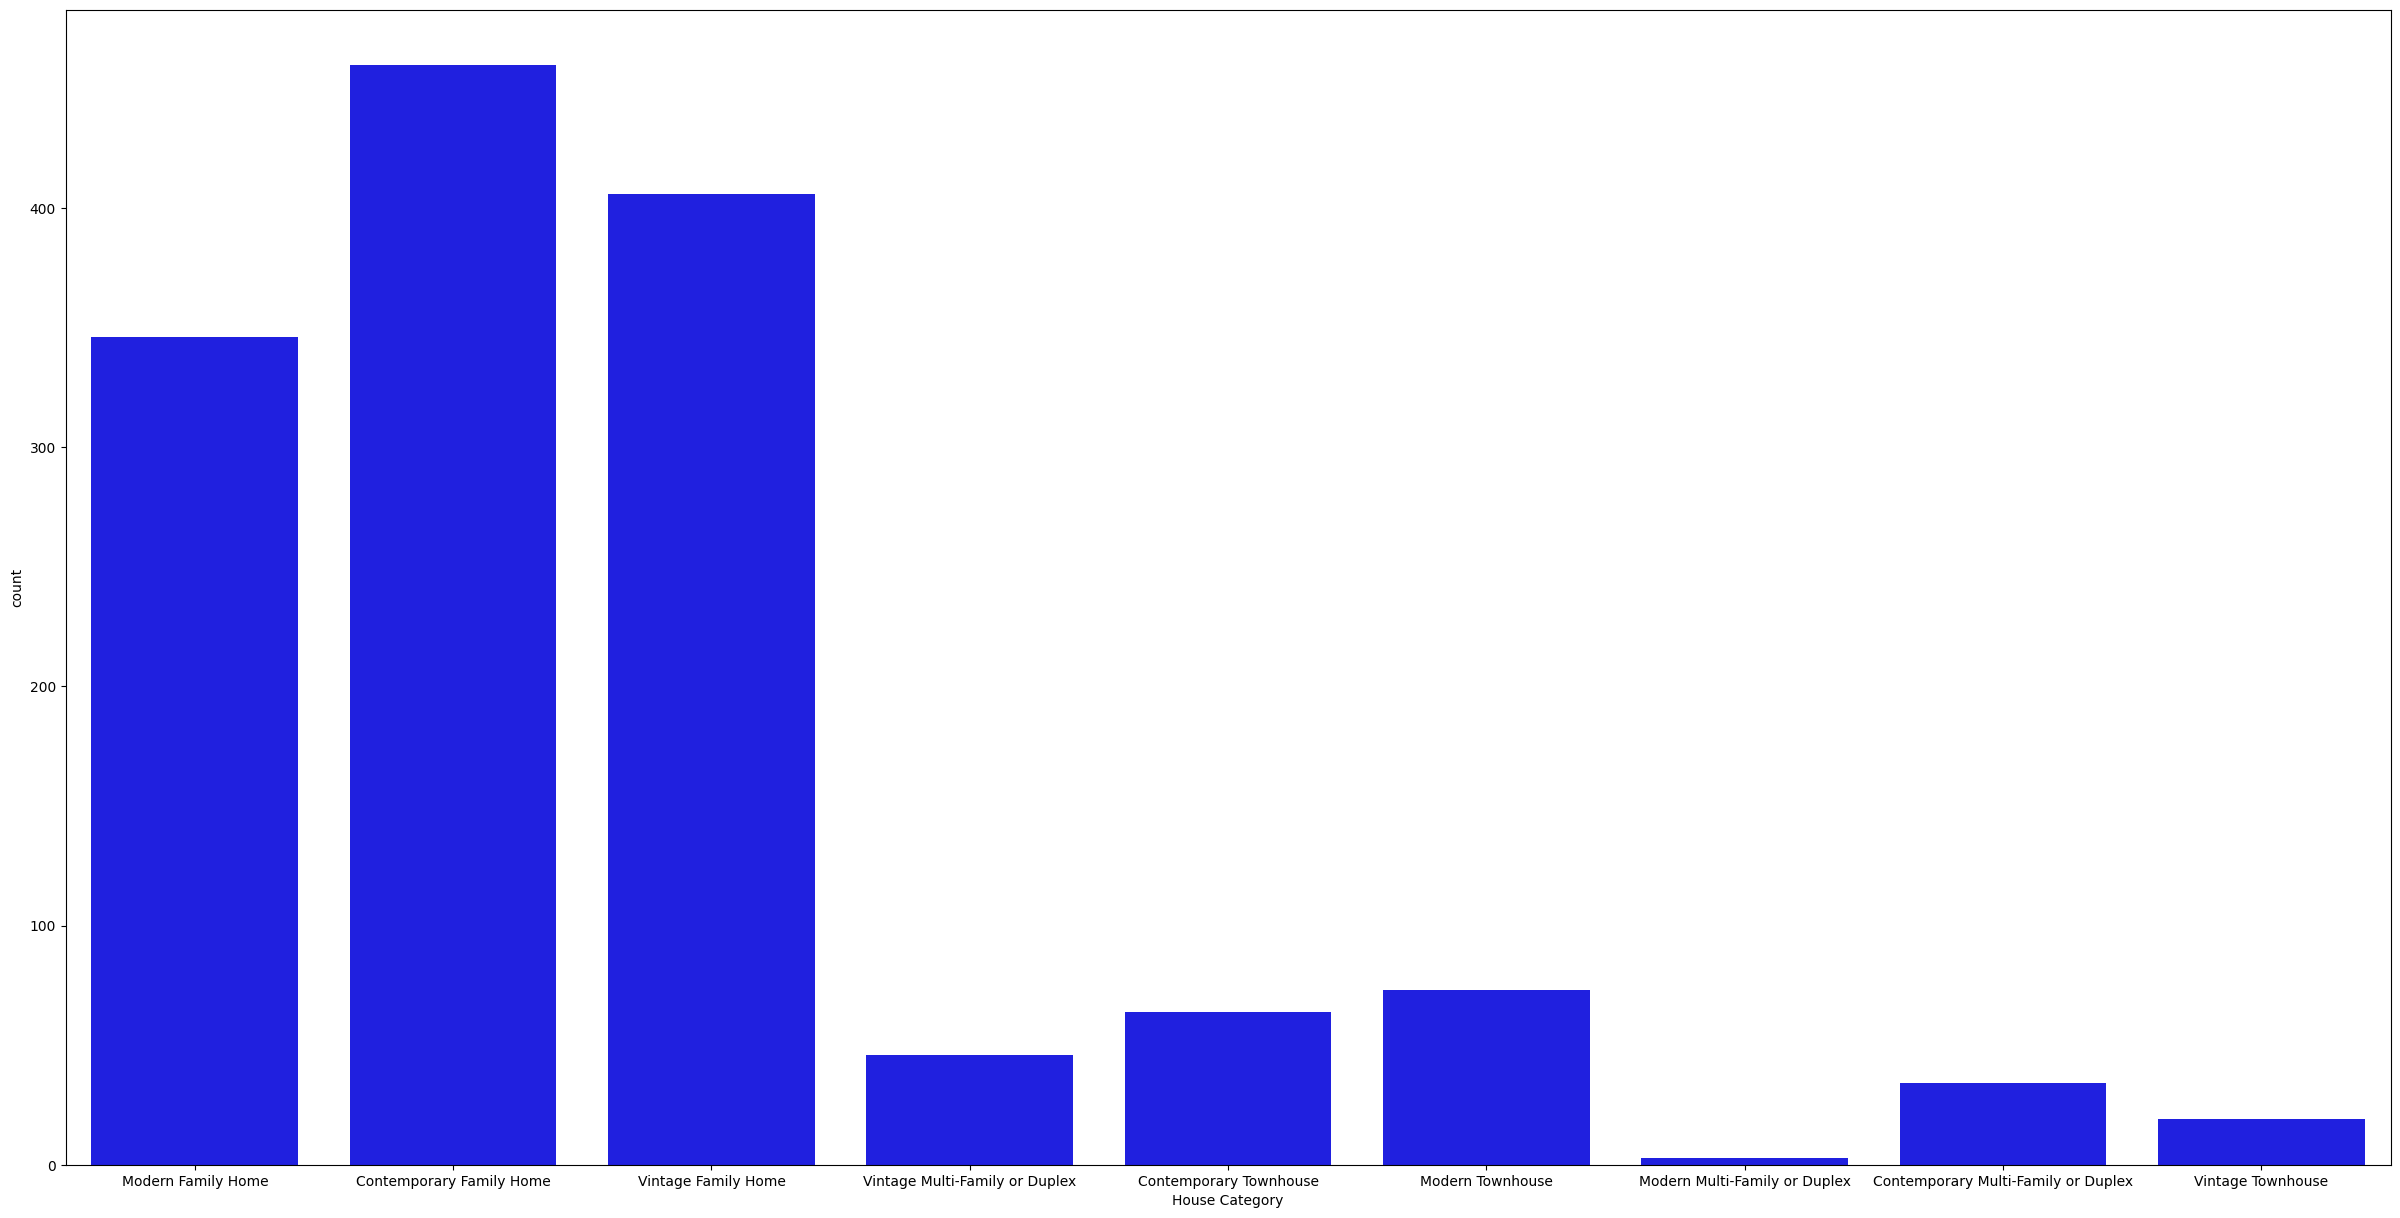 count
400
300
200
100
0
Modern Family Home
Contemporary Family Home
Vintage Family Home
Vintage Multi-Family or Duplex
Contemporary Townhouse
Modern Townhouse
Modern Multi-Family or Duplex
Contemporary Multi-Family or Duplex
Vintage Townhouse
House Category